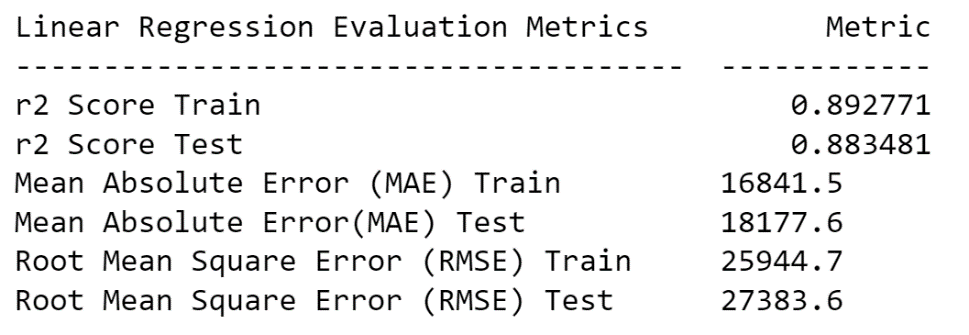 Linear Regression Evaluation Metrics Metric
-------------------------------------- ------------
r2 Score Train 0.892771
r2 Score Test 0.883481
Mean Absolute Error (MAE) Train 16841.5
Mean Absolute Error(MAE) Test 18177.6
Root Mean Square Error (RMSE) Train 25944.7
Root Mean Square Error (RMSE) Test 27383.6